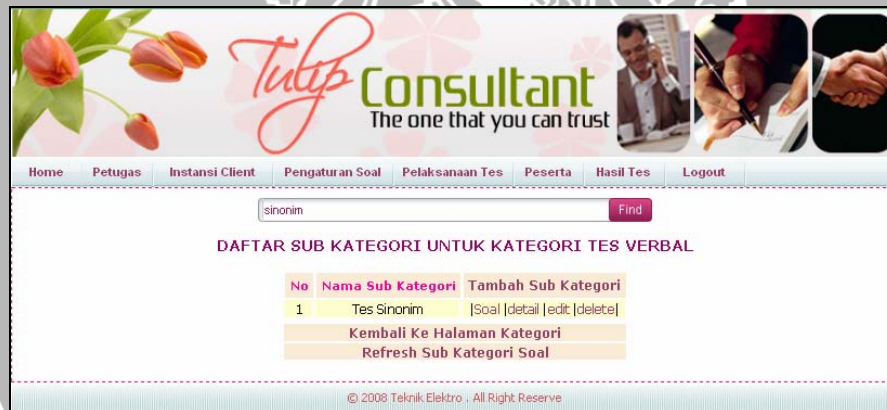 Tulip Consultant
The one that you can trust
Home Petugas Instansi Client Pengaturan Soal Pelaksanaan Tes Peserta Hasil Tes Logout
sinonim Find
DAFTAR SUB KATEGORI UNTUK KATEGORI TES VERBAL
No Nama Sub Kategori Tambah Sub Kategori
1 Tes Sinonim |Soal |detail |edit |delete|
Kembali Ke Halaman Kategori
Refresh Sub Kategori Soal
© 2008 Teknik Elektro . All Right Reserve